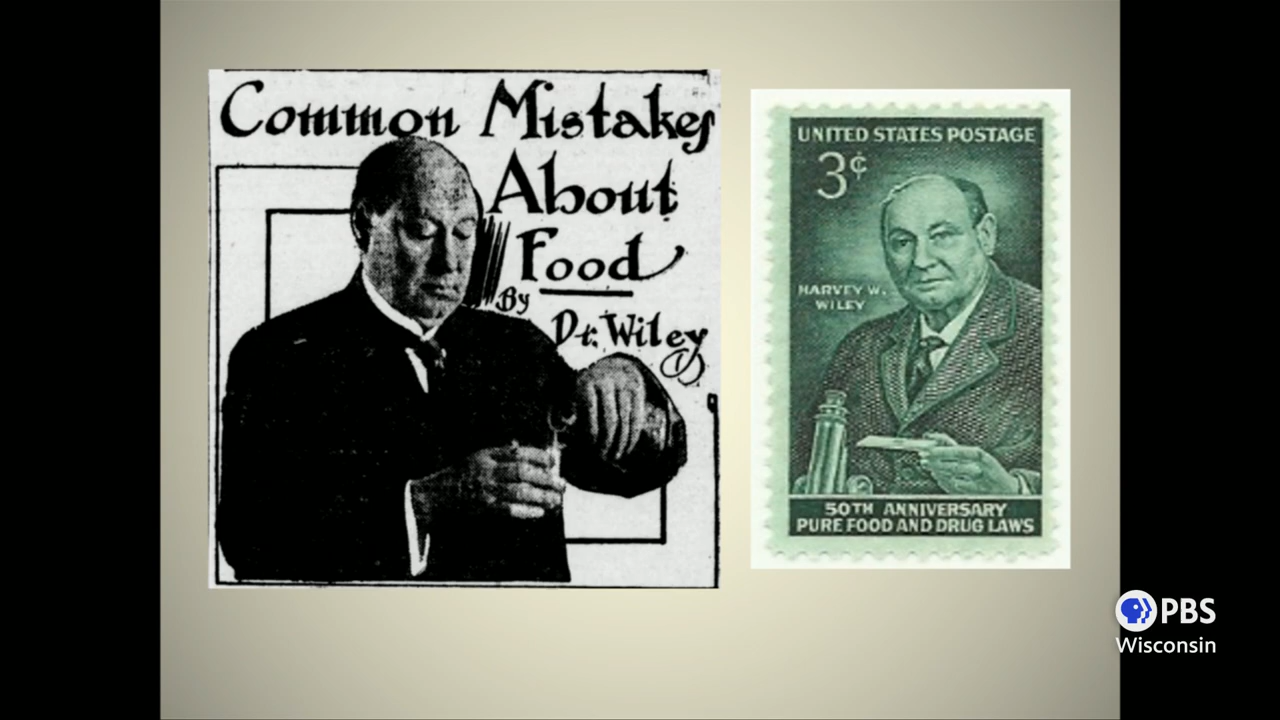 Common Mistakes
About
Food
By
Dr. Wiley
UNITED STATES POSTAGE
3¢
HARVEY W.
WILEY
50TH ANNIVERSARY
PURE FOOD AND DRUG LAWS
PBS
Wisconsin